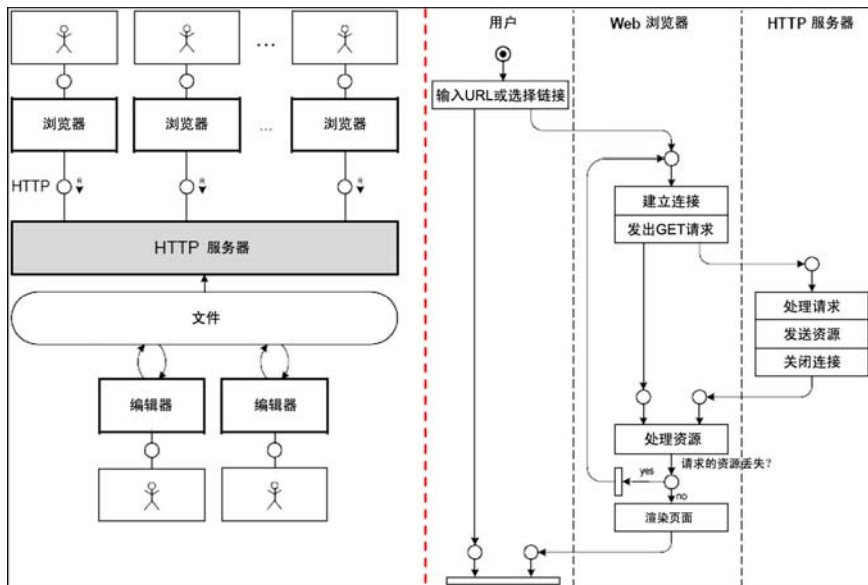 用户
Web 浏览器
HTTP 服务器
...
输入URL或选择链接
浏览器
浏览器
...
浏览器
建立连接
HTTP
R
R
R
发出GET请求
HTTP 服务器
处理请求
文件
发送资源
关闭连接
编辑器
编辑器
处理资源
请求的资源丢失?
yes
no
渲染页面